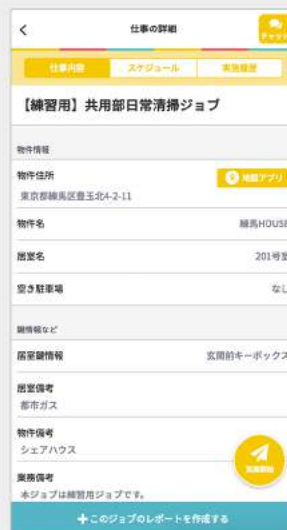 仕事の詳細
チャット
仕事内容
スケジュール
実施履歴
【練習用】共用部日常清掃ジョブ
物件情報
物件住所
地図アプリ
東京都練馬区豊玉北4-2-11
物件名
練馬HOUSE
居室名
201号室
空き駐車場
なし
鍵情報など
居室鍵情報
玄関前キーボックス
居室備考
都市ガス
物件備考
シェアハウス
業務備考
本ジョブは練習用ジョブです。
+このジョブのレポートを作成する